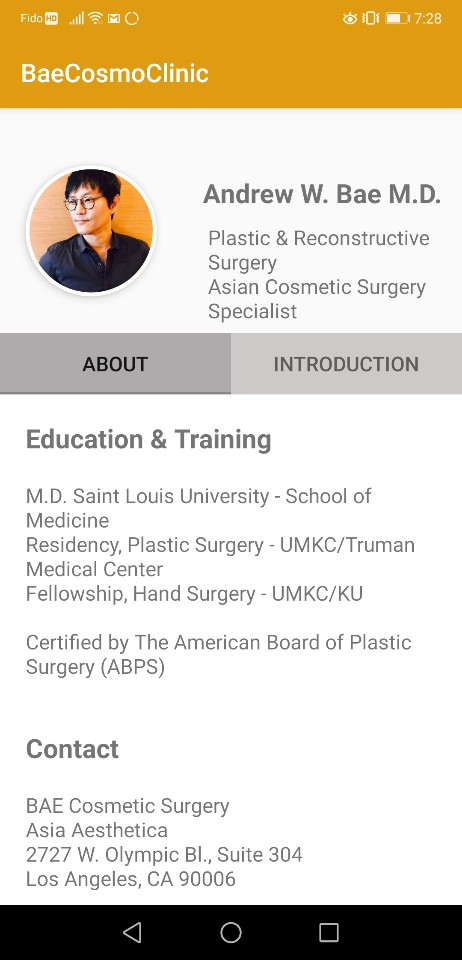 Fido HD 7:28
BaeCosmoClinic
Andrew W. Bae M.D.
Plastic & Reconstructive
Surgery
Asian Cosmetic Surgery
Specialist
ABOUT INTRODUCTION
Education & Training
M.D. Saint Louis University - School of
Medicine
Residency, Plastic Surgery - UMKC/Truman
Medical Center
Fellowship, Hand Surgery - UMKC/KU
Certified by The American Board of Plastic
Surgery (ABPS)
Contact
BAE Cosmetic Surgery
Asia Aesthetica
2727 W. Olympic Bl., Suite 304
Los Angeles, CA 90006